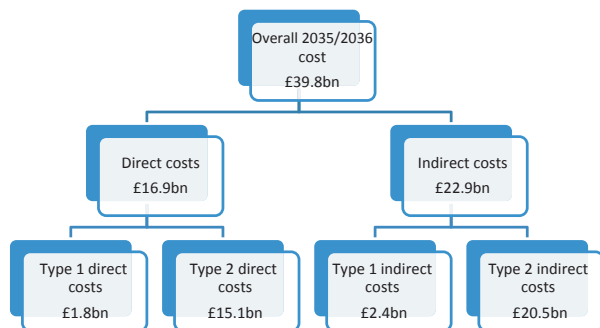 Overall 2035/2036
cost
£39.8bn
Direct costs
£16.9bn
Indirect costs
£22.9bn
Type 1 direct
costs
£1.8bn
Type 2 direct
costs
£15.1bn
Type 1 indirect
costs
£2.4bn
Type 2 indirect
costs
£20.5bn